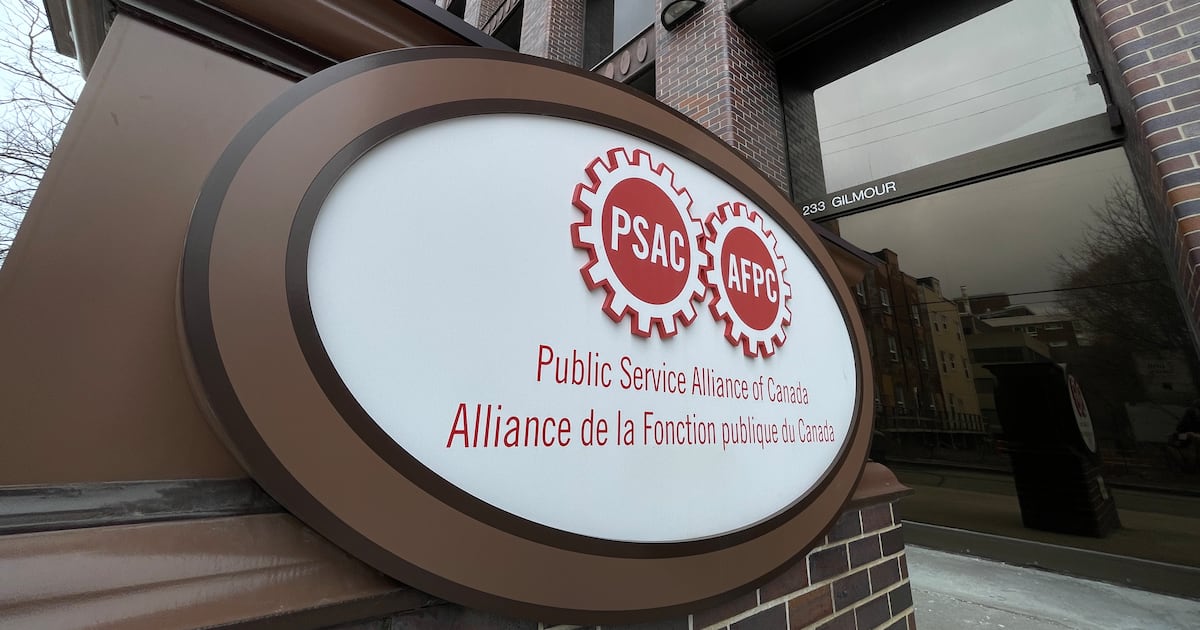 PSAC
AFPC
Public Service Alliance of Canada
Alliance de la Fonction publique du Canada
233 GILMOUR